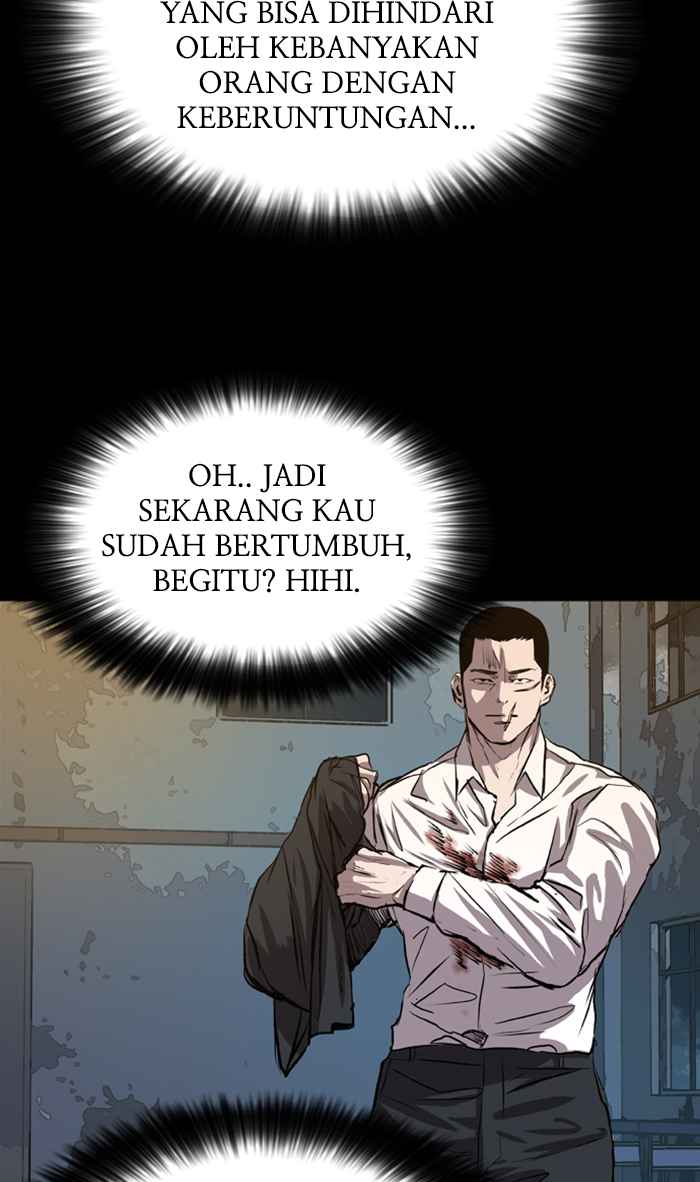 YANG BISA DIHINDARI
OLEH KEBANYAKAN
ORANG DENGAN
KEBERUNTUNGAN...
OH.. JADI
SEKARANG KAU
SUDAH BERTUMBUH,
BEGITU? HIHI.